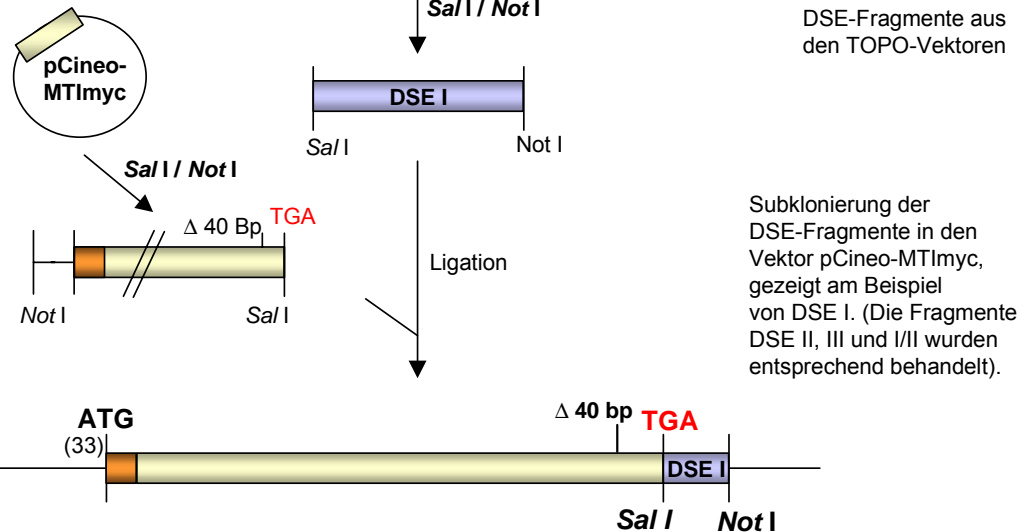 Sal I / Not I
DSE-Fragmente aus
den TOPO-Vektoren
pCineo-
MTImyc
DSE I
Sal I
Not I
Sal I / Not I
Δ 40 Bp
TGA
Not I
Sal I
Ligation
Subklonierung der
DSE-Fragmente in den
Vektor pCineo-MTImyc,
gezeigt am Beispiel
von DSE I. (Die Fragmente
DSE II, III und I/II wurden
entsprechend behandelt).
ATG
(33)
Δ 40 bp
TGA
DSE I
Sal I
Not I